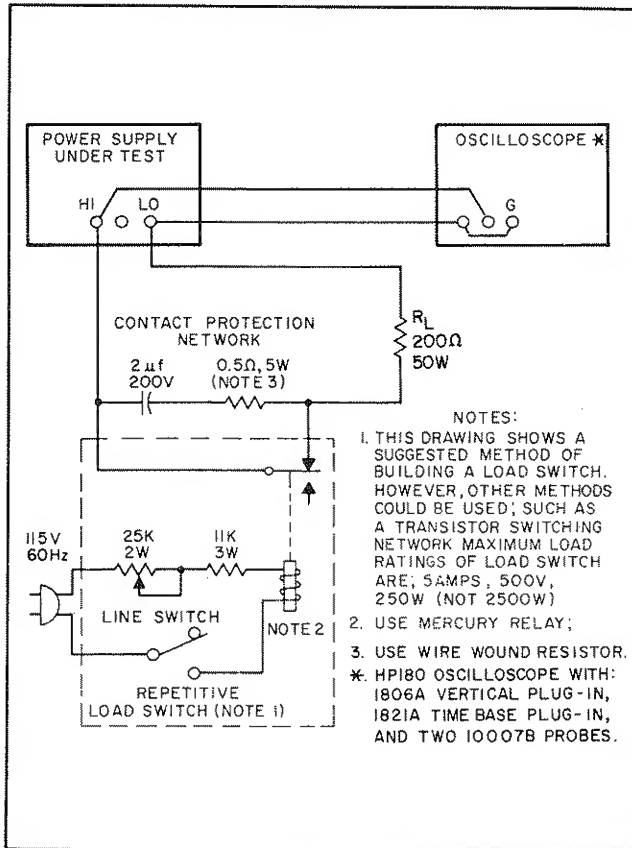 POWER SUPPLY
UNDER TEST
HI
LO
OSCILLOSCOPE *
G
CONTACT PROTECTION
NETWORK
2 µf
200V
0.5Ω, 5W
(NOTE 3)
RL
200Ω
50W
115V
60Hz
25K
2W
11K
3W
LINE SWITCH
NOTE 2
REPETITIVE
LOAD SWITCH (NOTE 1)
NOTES:
1. THIS DRAWING SHOWS A
SUGGESTED METHOD OF
BUILDING A LOAD SWITCH.
HOWEVER, OTHER METHODS
COULD BE USED; SUCH AS
A TRANSISTOR SWITCHING
NETWORK MAXIMUM LOAD
RATINGS OF LOAD SWITCH
ARE; 5AMPS, 500V,
250W (NOT 2500W)
2. USE MERCURY RELAY;
3. USE WIRE WOUND RESISTOR.
*. HP180 OSCILLOSCOPE WITH:
1806A VERTICAL PLUG-IN,
1821A TIME BASE PLUG-IN,
AND TWO 10007B PROBES.